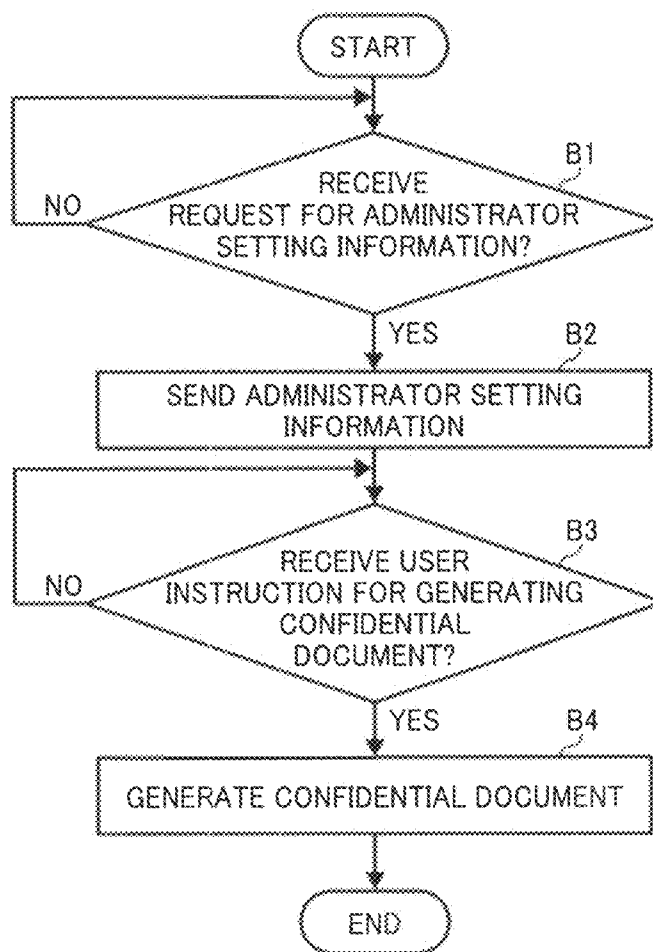 START
B1
RECEIVE
REQUEST FOR ADMINISTRATOR
SETTING INFORMATION?
NO
YES
B2
SEND ADMINISTRATOR SETTING
INFORMATION
B3
RECEIVE USER
INSTRUCTION FOR GENERATING
CONFIDENTIAL
DOCUMENT?
NO
YES
B4
GENERATE CONFIDENTIAL DOCUMENT
END